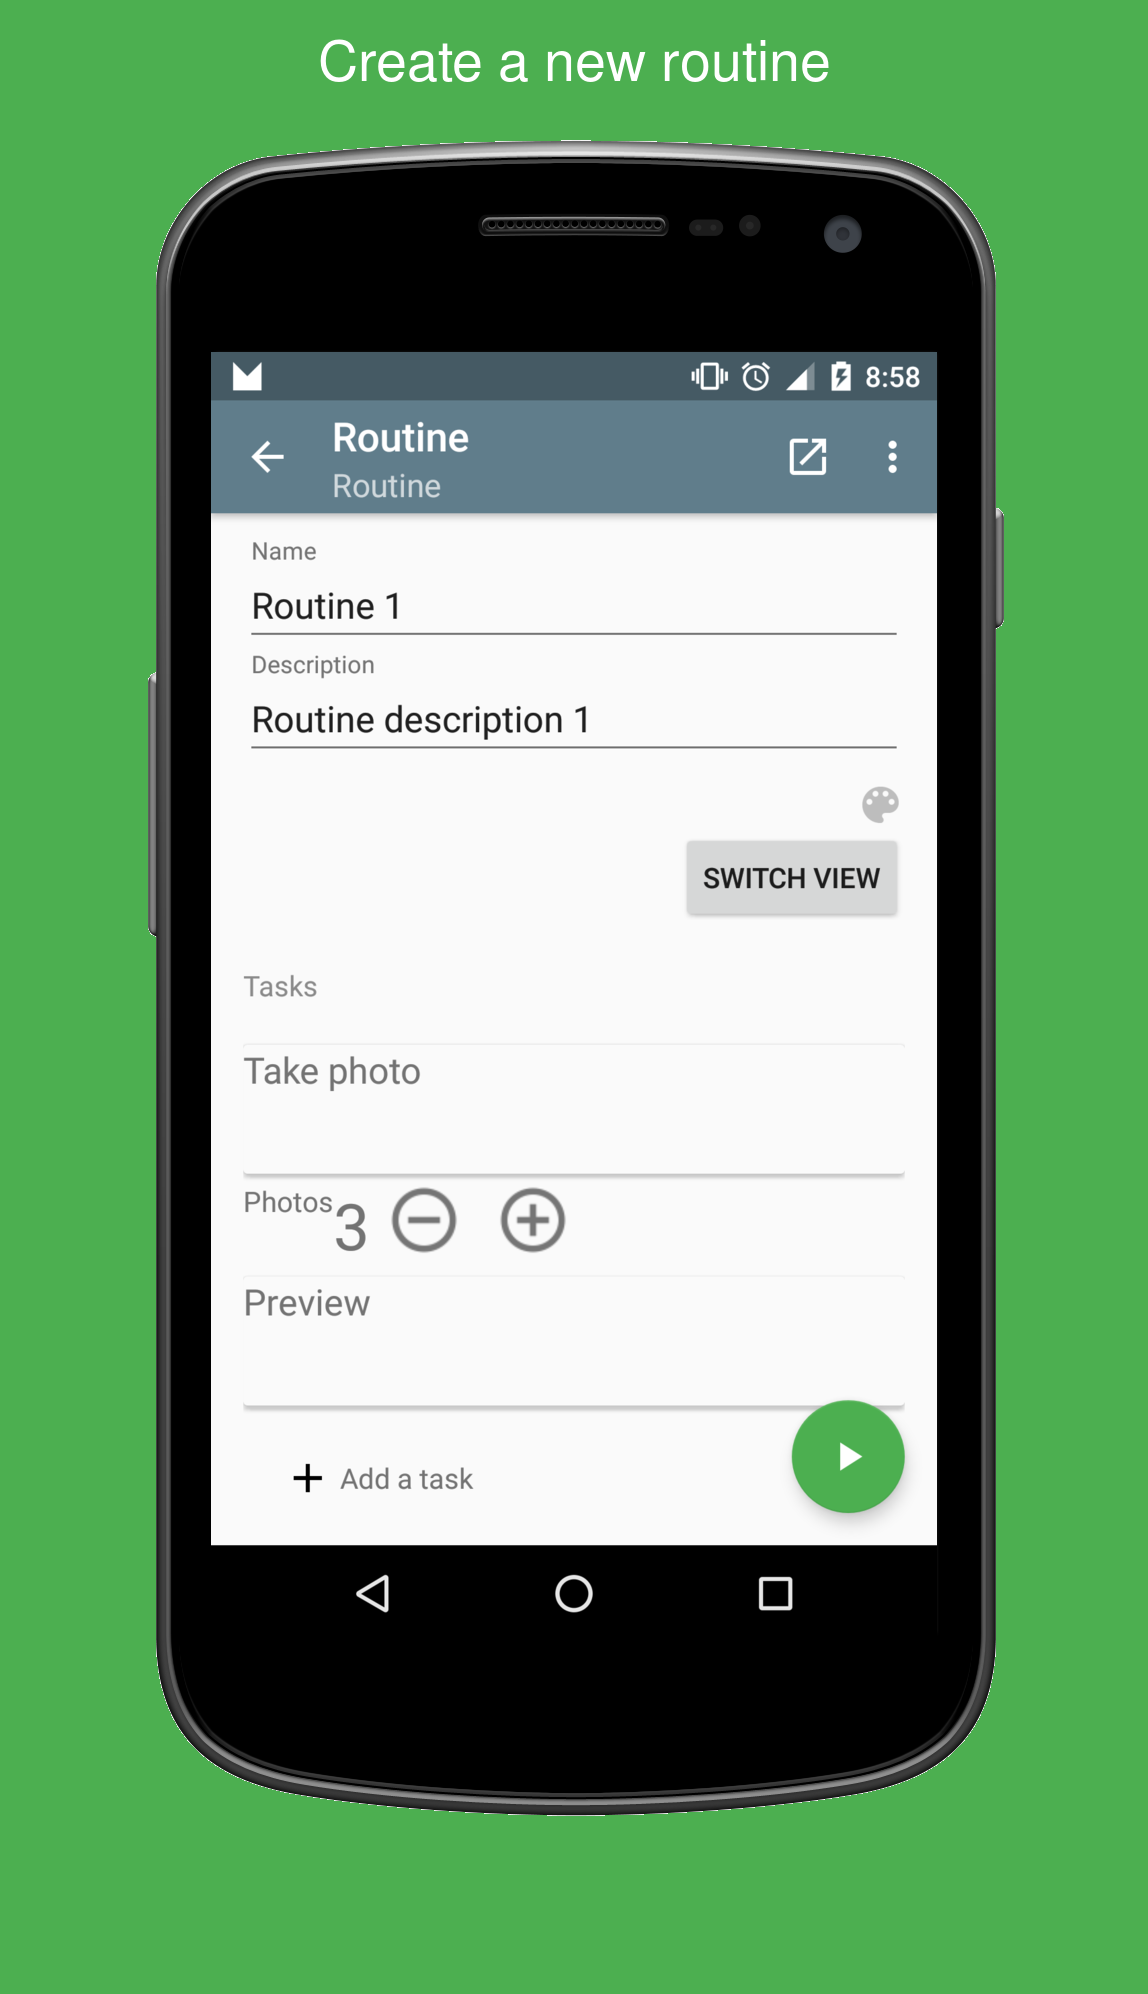 Create a new routine
8:58
Routine
Routine
Name
Routine 1
Description
Routine description 1
SWITCH VIEW
Tasks
Take photo
Photos 3
Preview
Add a task